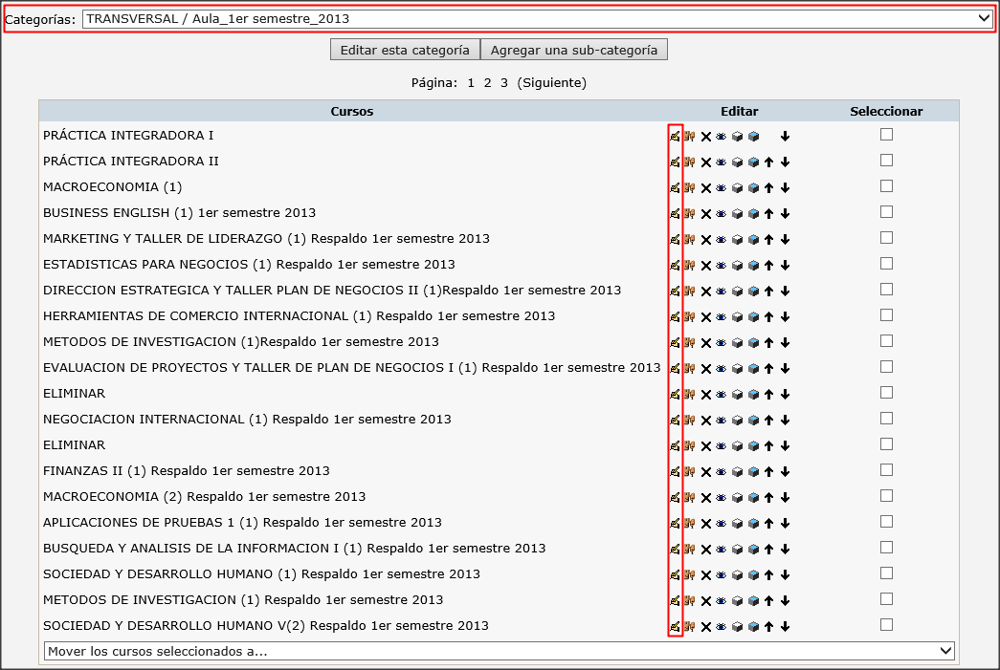 Categorías: TRANSVERSAL / Aula_1er semestre_2013
Editar esta categoría Agregar una sub-categoría
Página: 1 2 3 (Siguiente)
Cursos Editar Seleccionar
PRÁCTICA INTEGRADORA I
PRÁCTICA INTEGRADORA II
MACROECONOMIA (1)
BUSINESS ENGLISH (1) 1er semestre 2013
MARKETING Y TALLER DE LIDERAZGO (1) Respaldo 1er semestre 2013
ESTADISTICAS PARA NEGOCIOS (1) Respaldo 1er semestre 2013
DIRECCION ESTRATEGICA Y TALLER PLAN DE NEGOCIOS II (1)Respaldo 1er semestre 2013
HERRAMIENTAS DE COMERCIO INTERNACIONAL (1) Respaldo 1er semestre 2013
METODOS DE INVESTIGACION (1)Respaldo 1er semestre 2013
EVALUACION DE PROYECTOS Y TALLER DE PLAN DE NEGOCIOS I (1) Respaldo 1er semestre 2013
ELIMINAR
NEGOCIACION INTERNACIONAL (1) Respaldo 1er semestre 2013
ELIMINAR
FINANZAS II (1) Respaldo 1er semestre 2013
MACROECONOMIA (2) Respaldo 1er semestre 2013
APLICACIONES DE PRUEBAS 1 (1) Respaldo 1er semestre 2013
BUSQUEDA Y ANALISIS DE LA INFORMACION I (1) Respaldo 1er semestre 2013
SOCIEDAD Y DESARROLLO HUMANO (1) Respaldo 1er semestre 2013
METODOS DE INVESTIGACION (1) Respaldo 1er semestre 2013
SOCIEDAD Y DESARROLLO HUMANO V(2) Respaldo 1er semestre 2013
Mover los cursos seleccionados a...